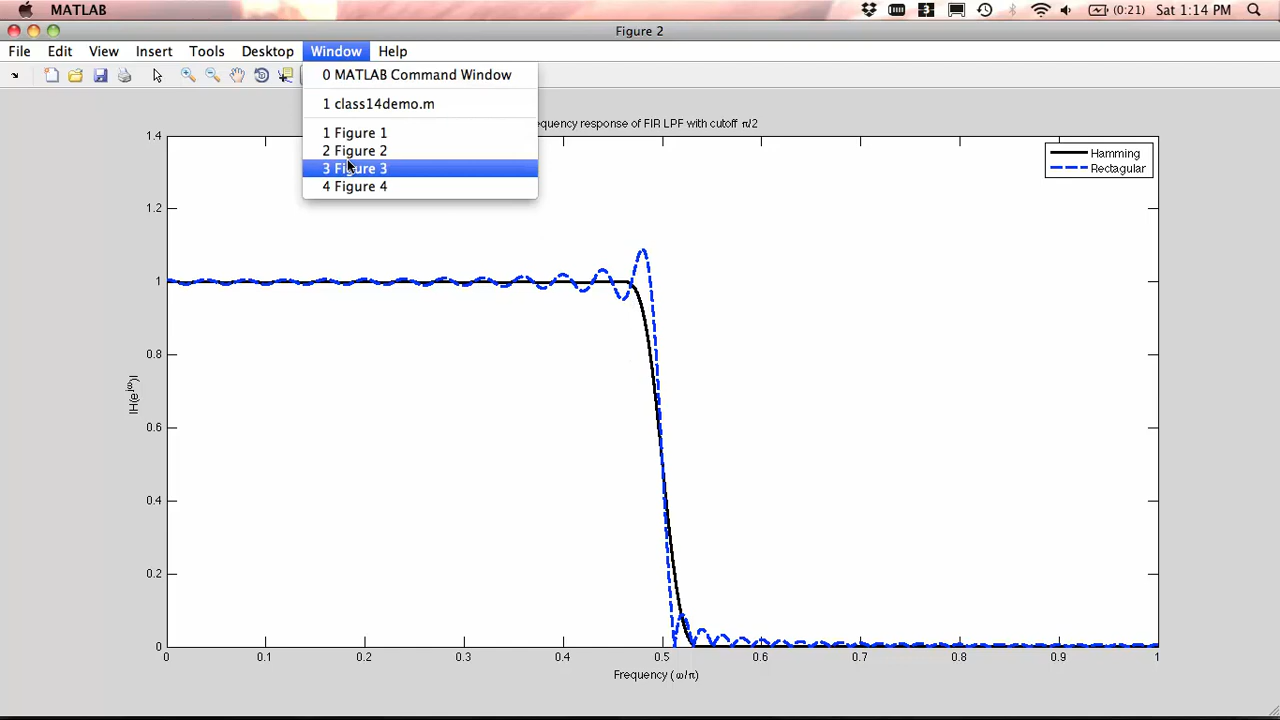 MATLAB (0:21) Sat 1:14 PM
Figure 2
File Edit View Insert Tools Desktop Window Help
0 MATLAB Command Window
1 class14demo.m
1 Figure 1
2 Figure 2
3 Figure 3
4 Figure 4
equency response of FIR LPF with cutoff π/2
Hamming
Rectagular
1.4
1.2
1
0.8
0.6
0.4
0.2
0
|H(e^jω)|
0 0.1 0.2 0.3 0.4 0.5 0.6 0.7 0.8 0.9 1
Frequency (ω/π)